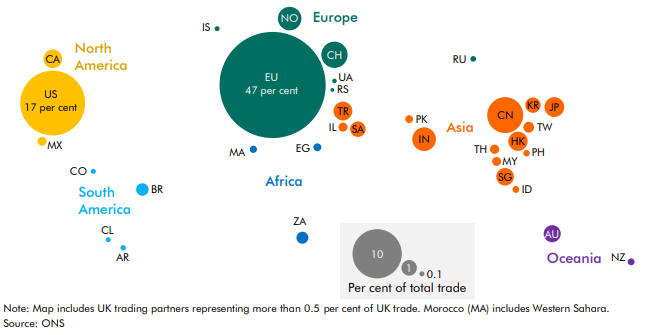 NO
Europe
IS
CH
RU
CA
North
America
EU
47 per cent
UA
RS
US
17 per cent
TR
IL
SA
PK
IN
Asia
CN
KR
JP
TW
HK
PH
TH
MY
SG
ID
MX
MA
EG
Africa
CO
BR
South
America
CL
AR
ZA
10
1
0.1
Per cent of total trade
AU
Oceania
NZ
Note: Map includes UK trading partners representing more than 0.5 per cent of UK trade. Morocco (MA) includes Western Sahara.
Source: ONS